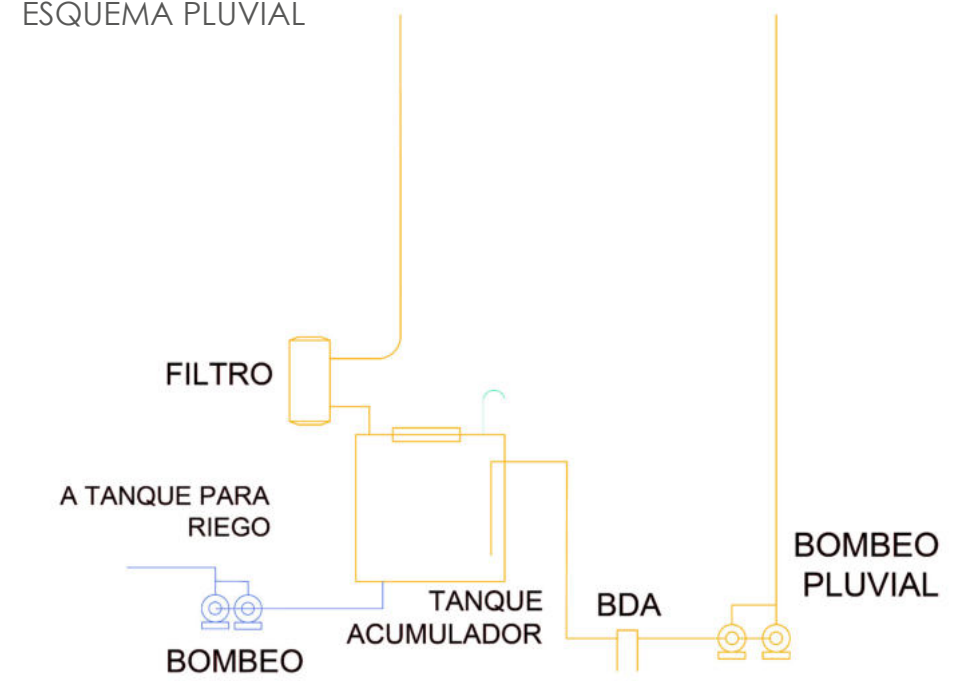 ESQUEMA PLUVIAL
FILTRO
A TANQUE PARA
RIEGO
BOMBEO
TANQUE
ACUMULADOR
BDA
BOMBEO
PLUVIAL